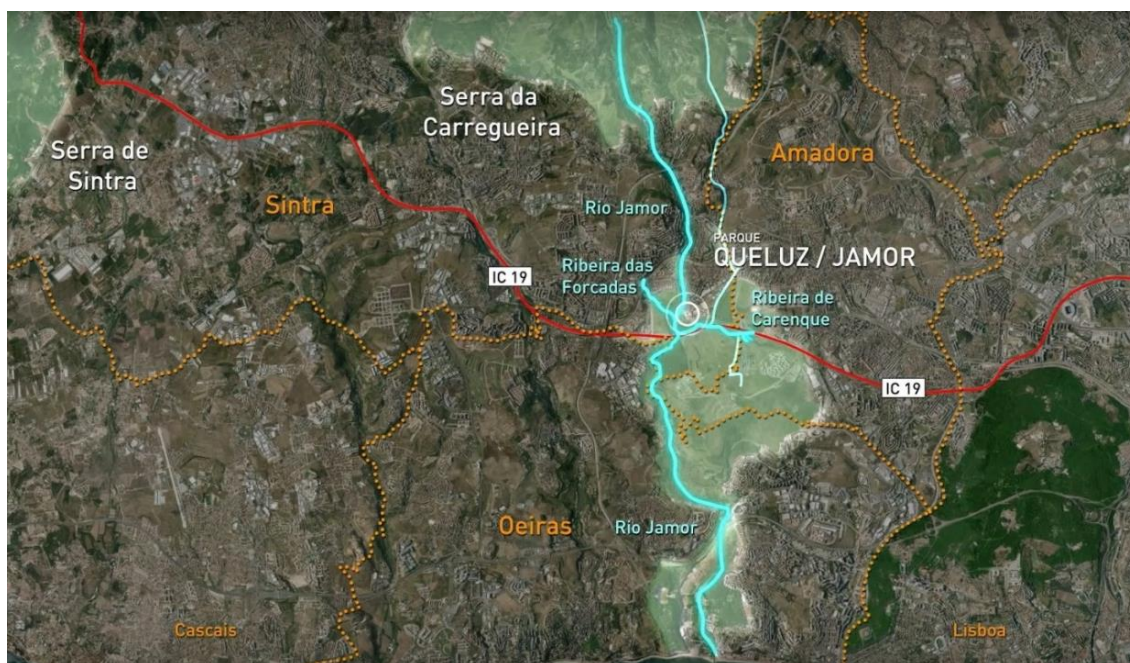 Serra da
Carregueira
Serra de
Sintra
Amadora
Sintra
Rio Jamor
PARQUE
QUELUZ / JAMOR
Ribeira das
Forcadas
IC 19
Ribeira de
Carenque
IC 19
Oeiras
Rio Jamor
Cascais
Lisboa